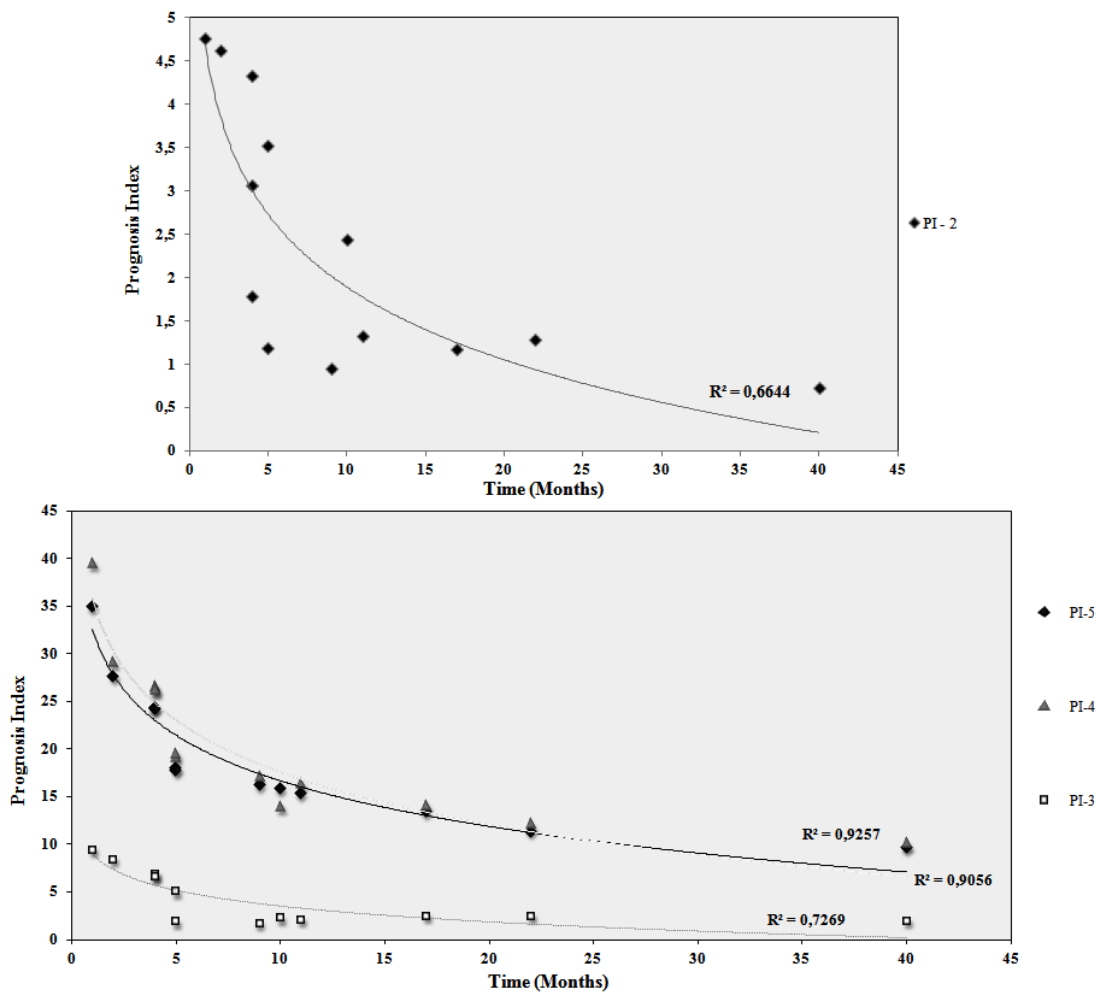 5
4,5
4
3,5
3
2,5
2
1,5
1
0,5
0
Prognosis Index
0 5 10 15 20 25 30 35 40 45
Time (Months)
R² = 0,6644
PI - 2
45
40
35
30
25
20
15
10
5
0
Prognosis Index
0 5 10 15 20 25 30 35 40 45
Time (Months)
R² = 0,9257
R² = 0,9056
R² = 0,7269
PI-5
PI-4
PI-3